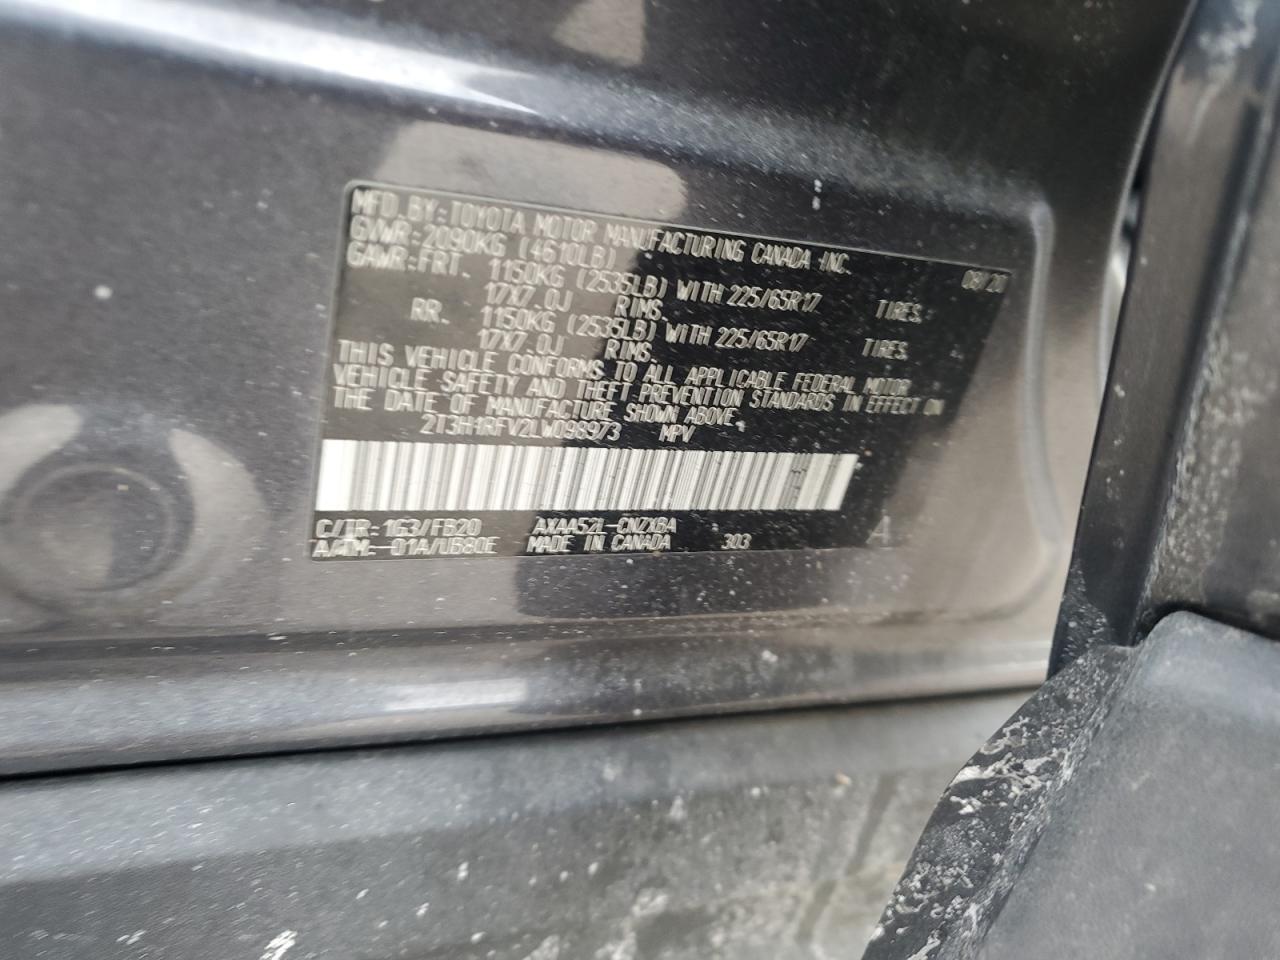 MFD. BY: TOYOTA MOTOR MANUFACTURING CANADA INC. 08/20
GVWR: 2090KG (4610LB)
GAWR: FRT. 1150KG (2535LB) WITH 225/65R17 TIRES,
17X7.0J RIMS.
RR. 1150KG (2535LB) WITH 225/65R17 TIRES,
17X7.0J RIMS.
THIS VEHICLE CONFORMS TO ALL APPLICABLE FEDERAL MOTOR
VEHICLE SAFETY AND THEFT PREVENTION STANDARDS IN EFFECT ON
THE DATE OF MANUFACTURE SHOWN ABOVE.
2T3H1RFV2LW098973 MPV
C/TR: 1G3/FB20 AXAA52L-CNZXBA
A/TM: -01A/UB80E MADE IN CANADA 303 A